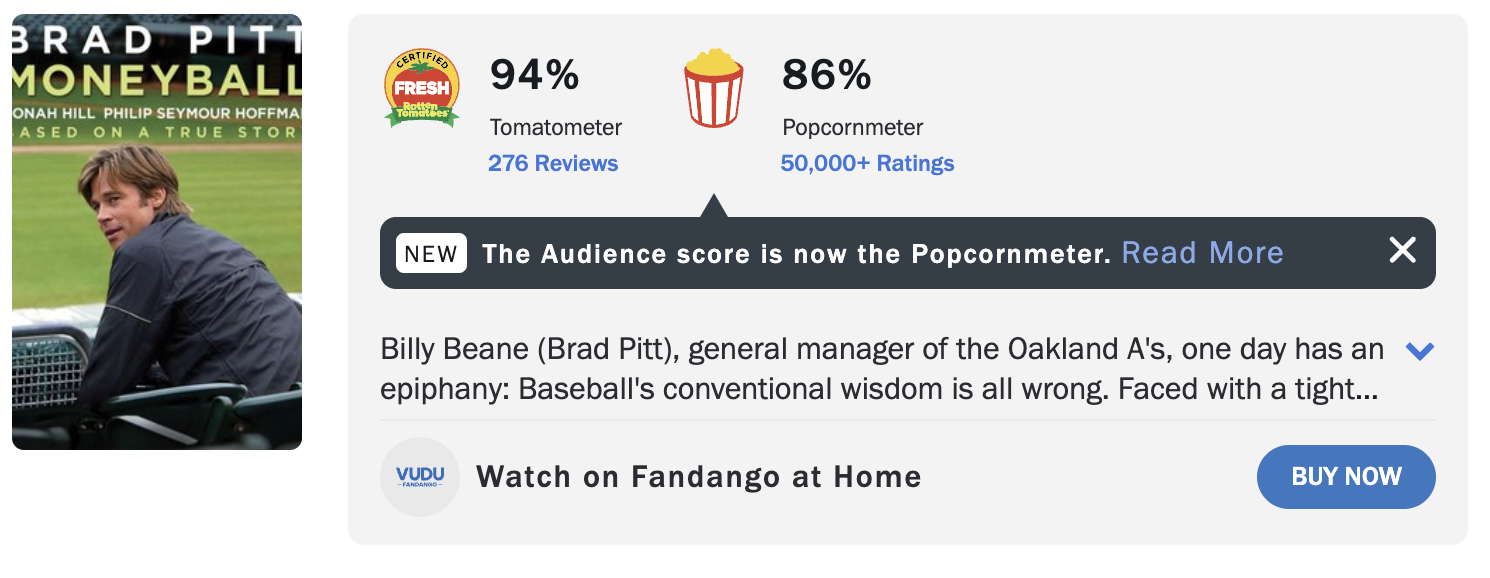 BRAD PITT
MONEYBALL
ONAH HILL PHILIP SEYMOUR HOFFMA
ASED ON A TRUE STOR
CERTIFIED
FRESH
Rotten
Tomatoes
94%
Tomatometer
276 Reviews
86%
Popcornmeter
50,000+ Ratings
NEW The Audience score is now the Popcornmeter. Read More
Billy Beane (Brad Pitt), general manager of the Oakland A's, one day has an
epiphany: Baseball's conventional wisdom is all wrong. Faced with a tight...
VUDU
FANDANGO
Watch on Fandango at Home
BUY NOW